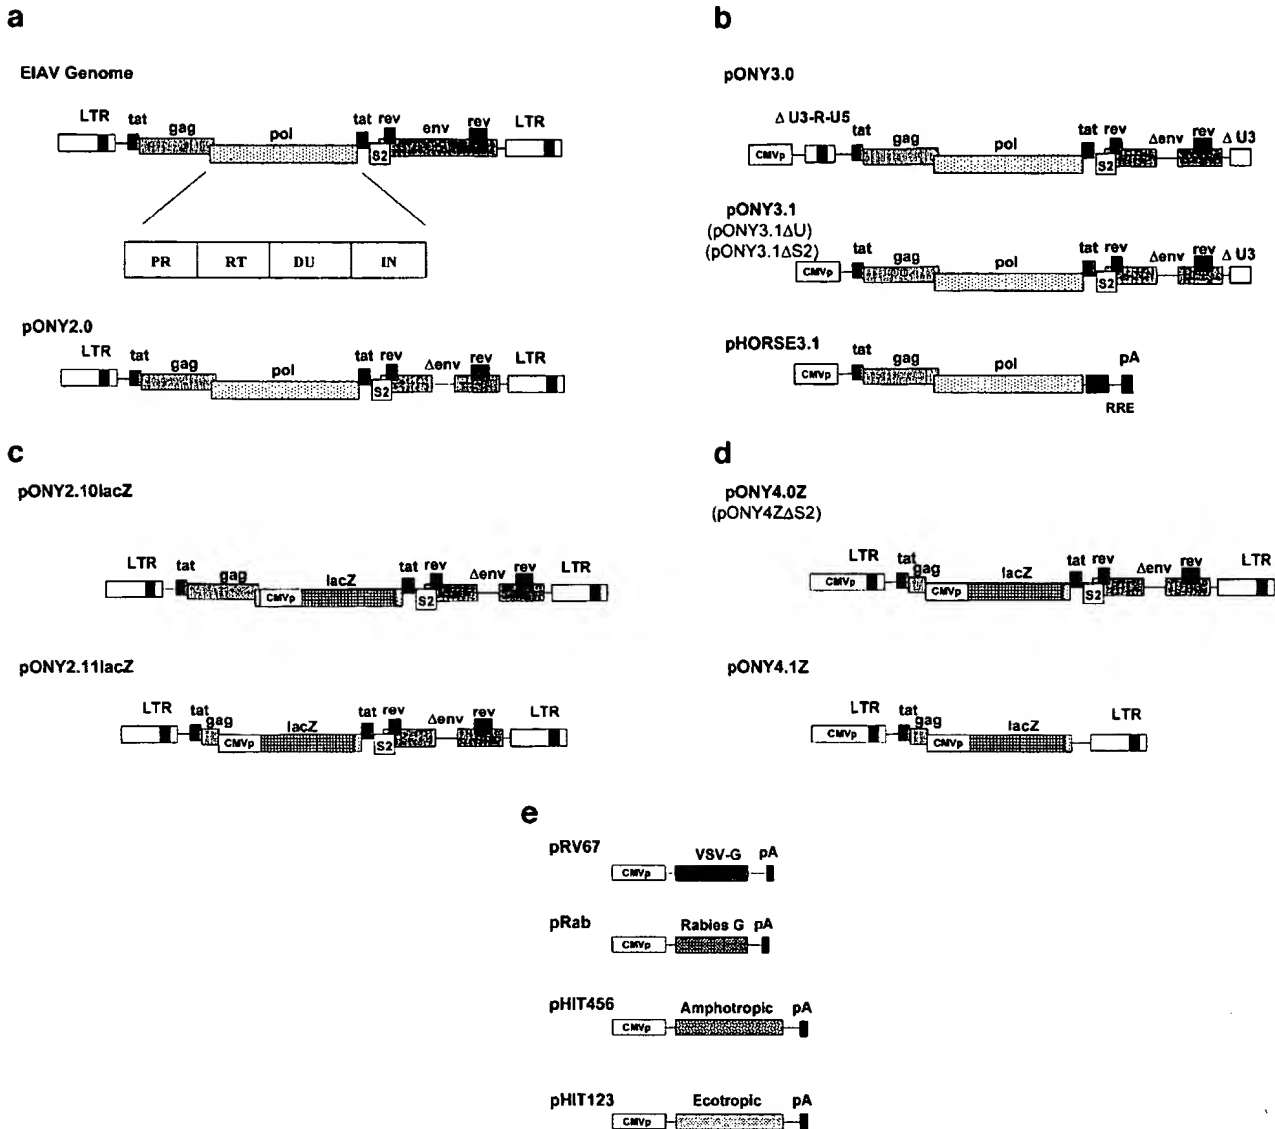 a
EIAV Genome
LTR tat gag pol tat rev env rev LTR
S2
PR RT DU IN
pONY2.0
LTR tat gag pol tat rev Δenv rev LTR
S2
b
pONY3.0
Δ U3-R-U5 tat gag pol tat rev Δenv rev Δ U3
CMVp S2
pONY3.1
(pONY3.1ΔU)
(pONY3.1ΔS2)
tat gag pol tat rev Δenv rev Δ U3
CMVp S2
pHORSE3.1
tat gag pol pA
CMVp
RRE
c
pONY2.10lacZ
LTR tat gag lacZ tat rev Δenv rev LTR
CMVp S2
pONY2.11lacZ
LTR tat gag lacZ tat rev Δenv rev LTR
CMVp S2
d
pONY4.0Z
(pONY4ZΔS2)
LTR tat gag lacZ tat rev Δenv rev LTR
CMVp CMVp S2
pONY4.1Z
LTR tat gag lacZ LTR
CMVp CMVp
e
pRV67
VSV-G pA
CMVp
pRab
Rabies G pA
CMVp
pHIT456
Amphotropic pA
CMVp
pHIT123
Ecotropic pA
CMVp